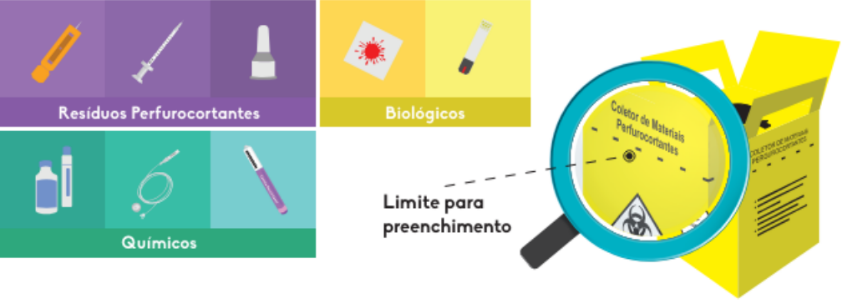 Resíduos Perfurocortantes
Biológicos
Químicos
Limite para
preenchimento
Coletor de Materiais
Perfurocortantes
COLETOR DE MATERIAIS
PERFUROCORTANTES